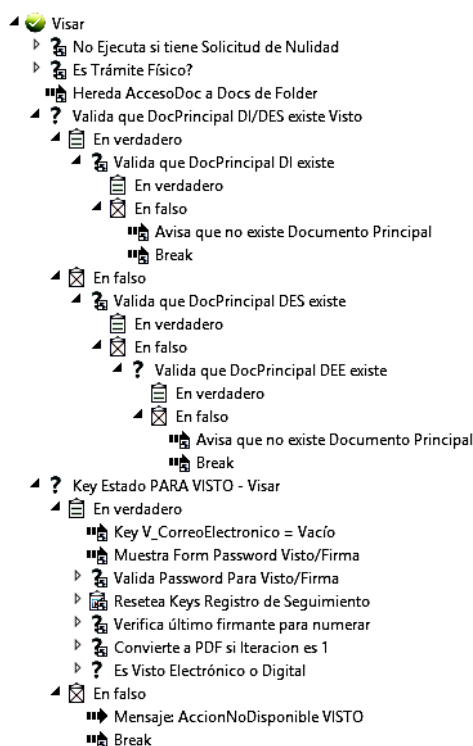 Visar
No Ejecuta si tiene Solicitud de Nulidad
Es Trámite Físico?
Hereda AccesoDoc a Docs de Folder
Valida que DocPrincipal DI/DES existe Visto
En verdadero
Valida que DocPrincipal DI existe
En verdadero
En falso
Avisa que no existe Documento Principal
Break
En falso
Valida que DocPrincipal DES existe
En verdadero
En falso
Valida que DocPrincipal DEE existe
En verdadero
En falso
Avisa que no existe Documento Principal
Break
Key Estado PARA VISTO - Visar
En verdadero
Key V_CorreoElectronico = Vacío
Muestra Form Password Visto/Firma
Valida Password Para Visto/Firma
Resetea Keys Registro de Seguimiento
Verifica último firmante para numerar
Convierte a PDF si Iteracion es 1
Es Visto Electrónico o Digital
En falso
Mensaje: AccionNoDisponible VISTO
Break